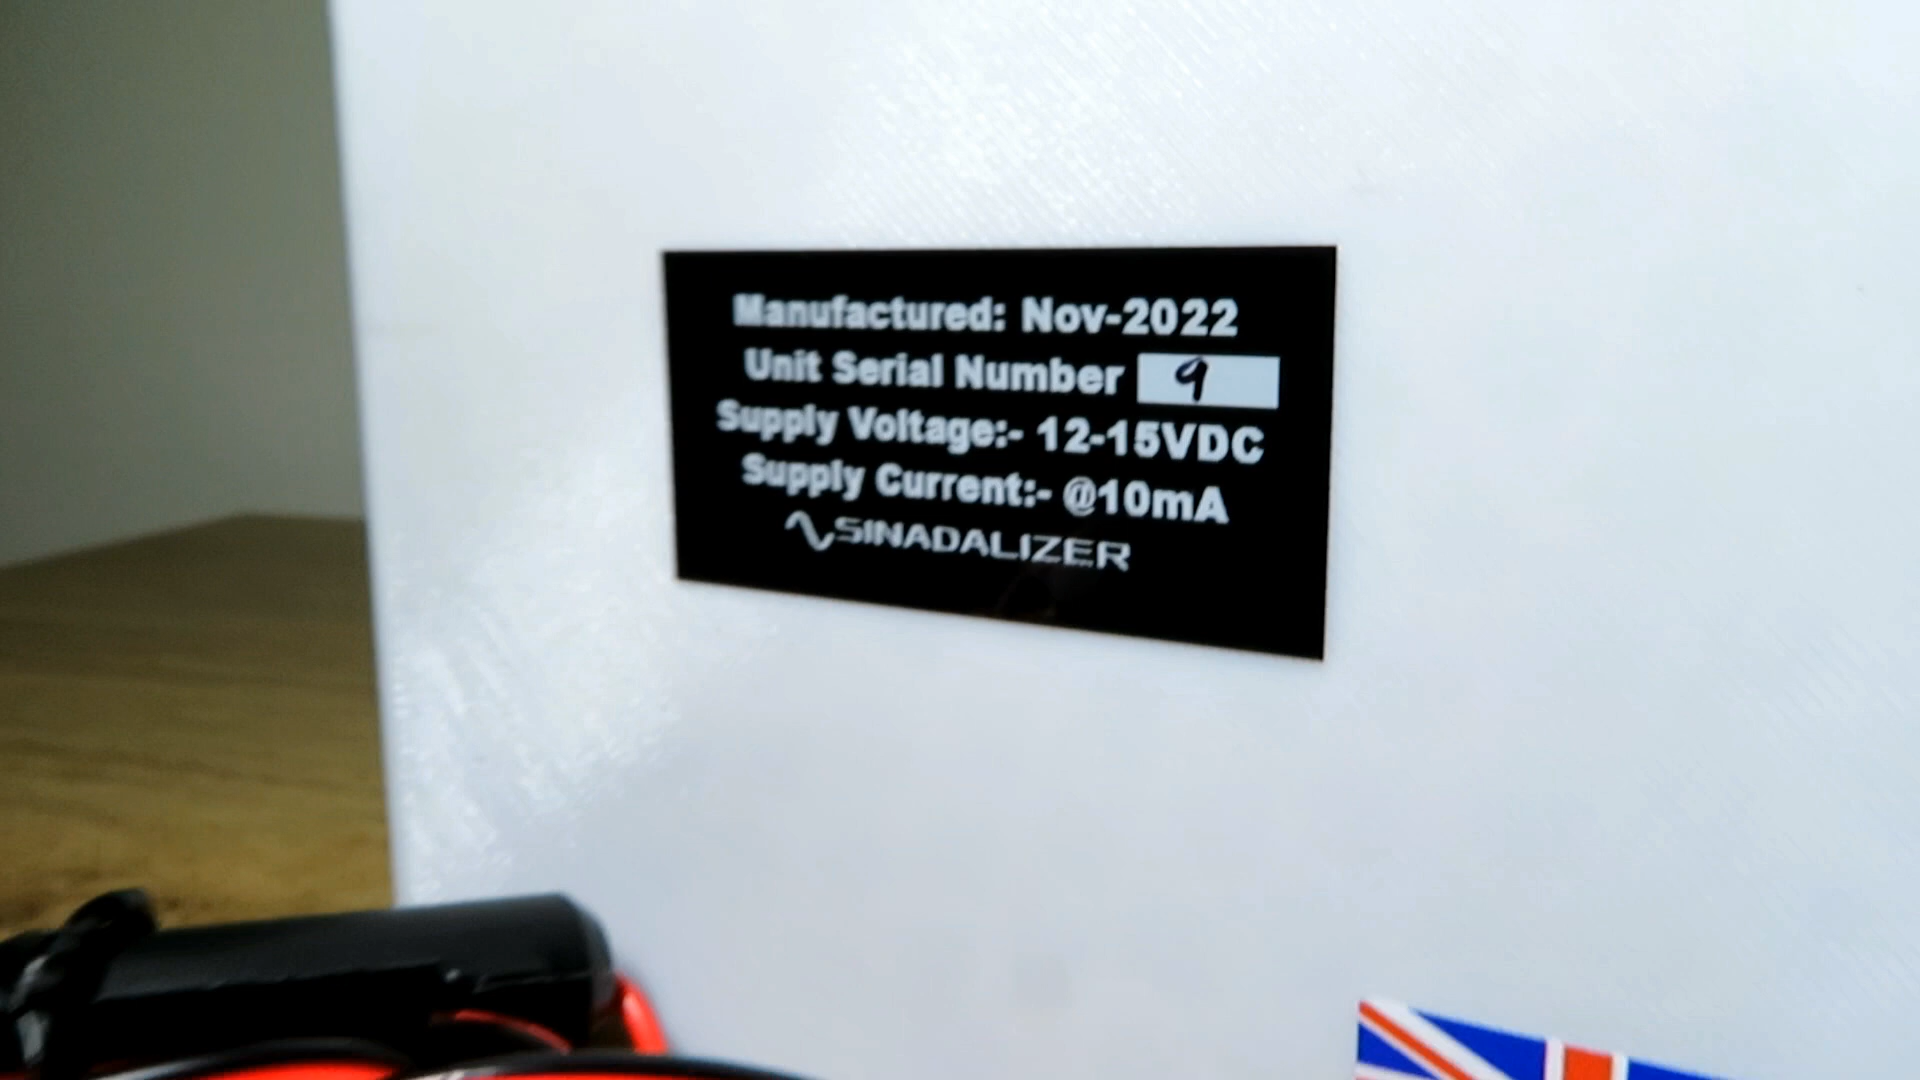 Manufactured: Nov-2022
Unit Serial Number 9
Supply Voltage:- 12-15VDC
Supply Current:- @10mA
SINADALIZER